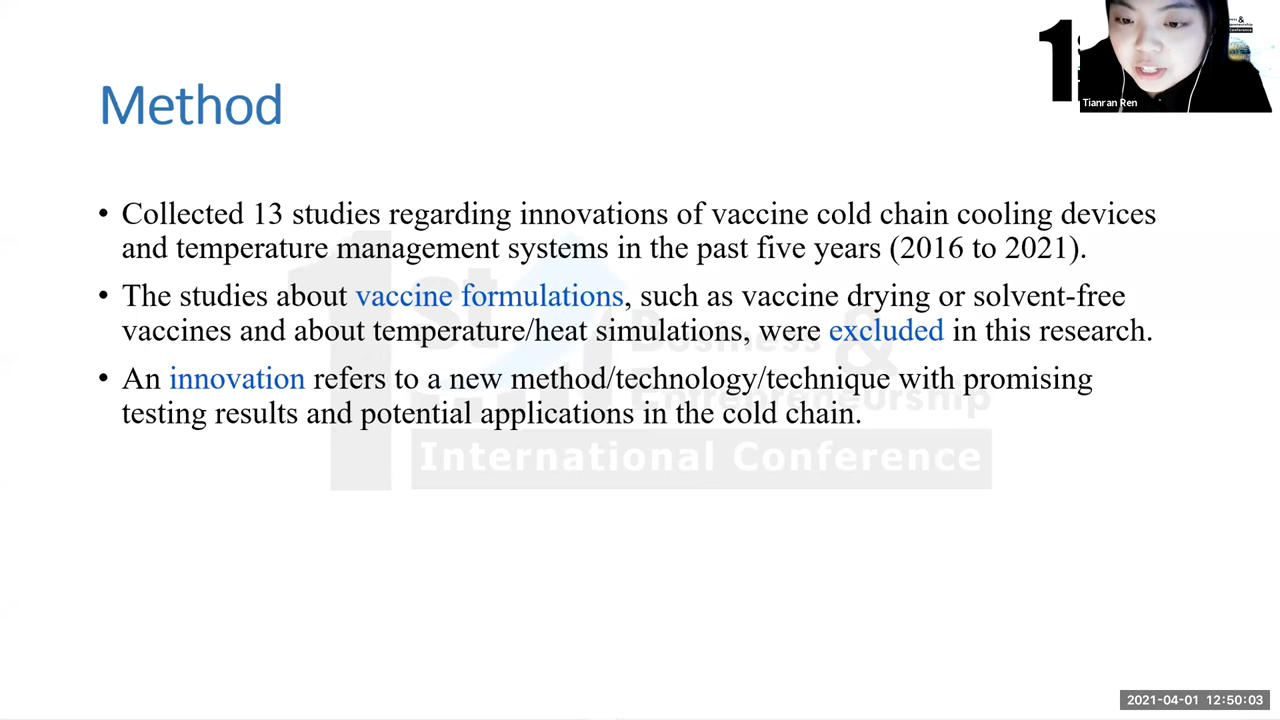 Method
1
Tianran Ren
• Collected 13 studies regarding innovations of vaccine cold chain cooling devices
and temperature management systems in the past five years (2016 to 2021).
• The studies about vaccine formulations, such as vaccine drying or solvent-free
vaccines and about temperature/heat simulations, were excluded in this research.
• An innovation refers to a new method/technology/technique with promising
testing results and potential applications in the cold chain.
1st
Business &
Entrepreneurship
International Conference
2021-04-01 12:50:03